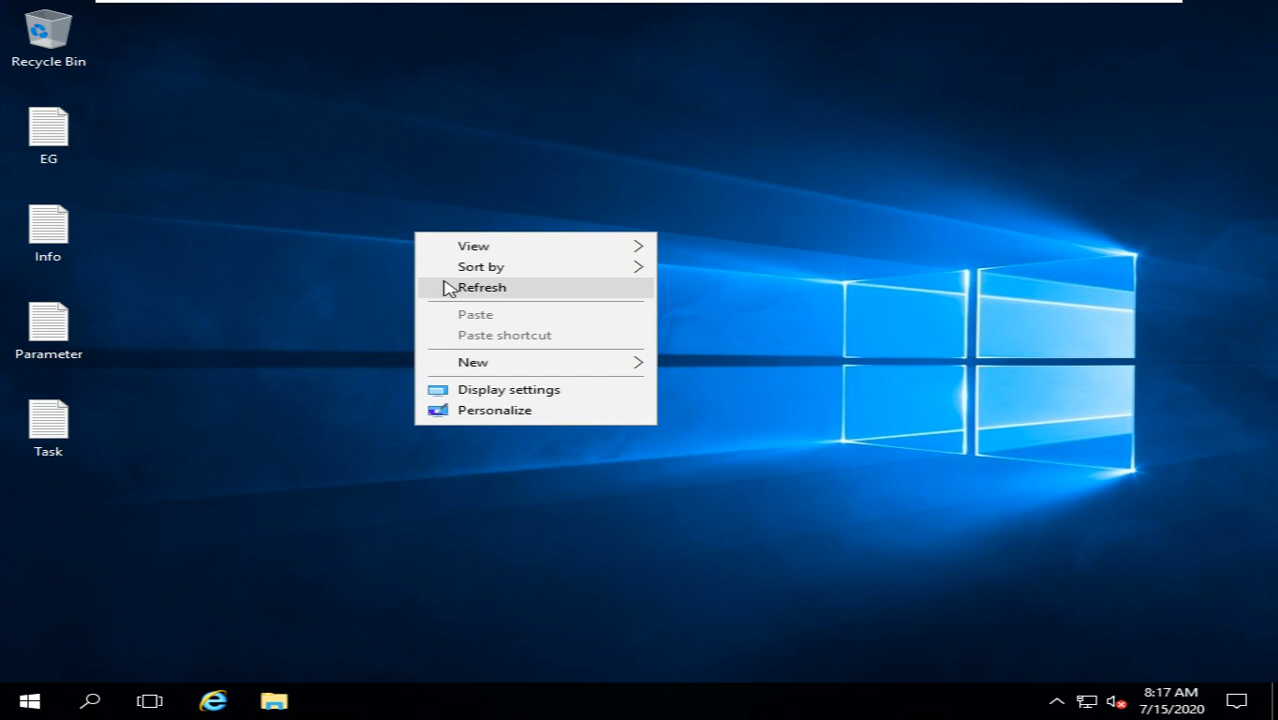 Recycle Bin
EG
Info
Parameter
Task
View
Sort by
Refresh
Paste
Paste shortcut
New
Display settings
Personalize
8:17 AM
7/15/2020